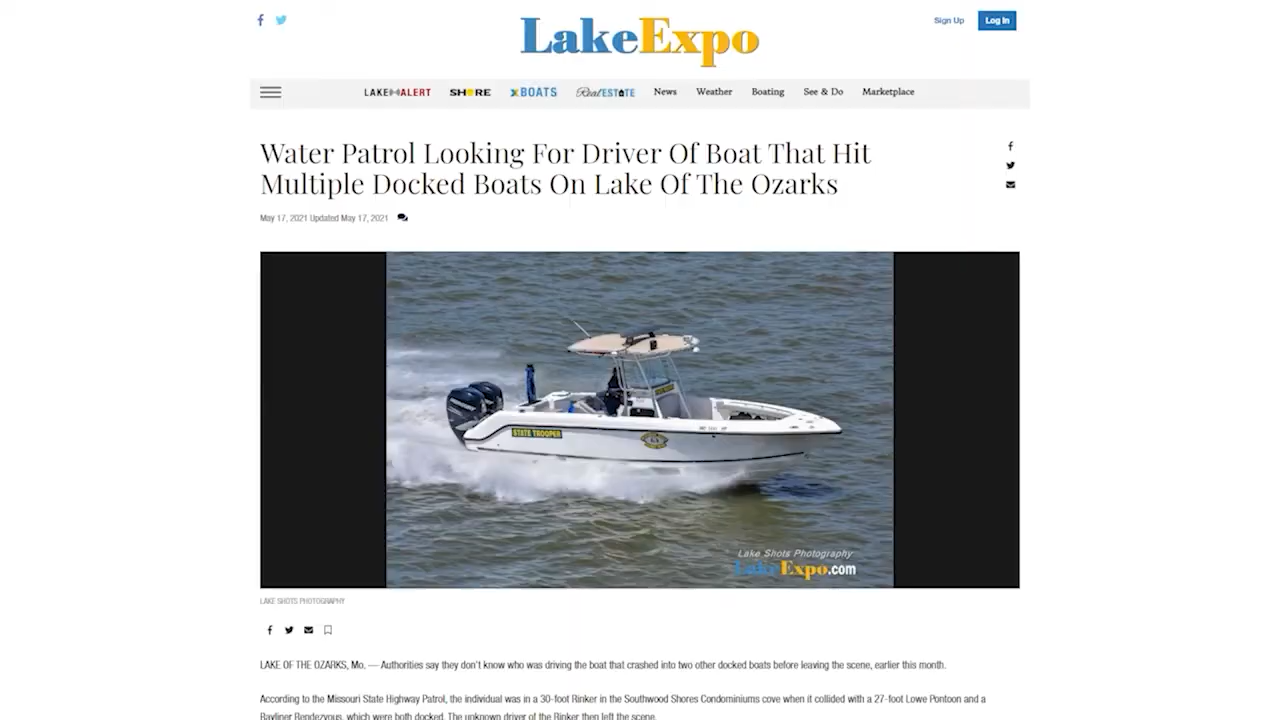 LakeExpo
Sign Up
Log In
LAKE ALERT SHORE xBOATS Real ESTATE News Weather Boating See & Do Marketplace
Water Patrol Looking For Driver Of Boat That Hit
Multiple Docked Boats On Lake Of The Ozarks
May 17, 2021 Updated May 17, 2021
STATE TROOPER
Lake Shots Photography
LakeExpo.com
LAKE SHOTS PHOTOGRAPHY
LAKE OF THE OZARKS, Mo. — Authorities say they don't know who was driving the boat that crashed into two other docked boats before leaving the scene, earlier this month.
According to the Missouri State Highway Patrol, the individual was in a 30-foot Rinker in the Southwood Shores Condominiums cove when it collided with a 27-foot Lowe Pontoon and a
Bayliner Rendezvous, which were both docked. The unknown driver of the Rinker then left the scene.